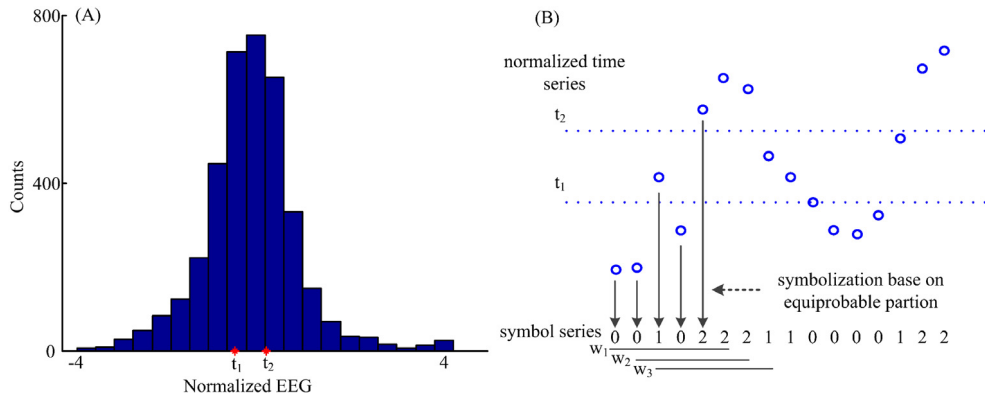 (A)
800
400
0
Counts
-4
t1
t2
4
Normalized EEG
(B)
normalized time
series
t2
t1
symbolization base on
equiprobable partion
symbol series 0 0 1 0 2 2 2 1 1 0 0 0 0 1 2 2
w1
w2
w3